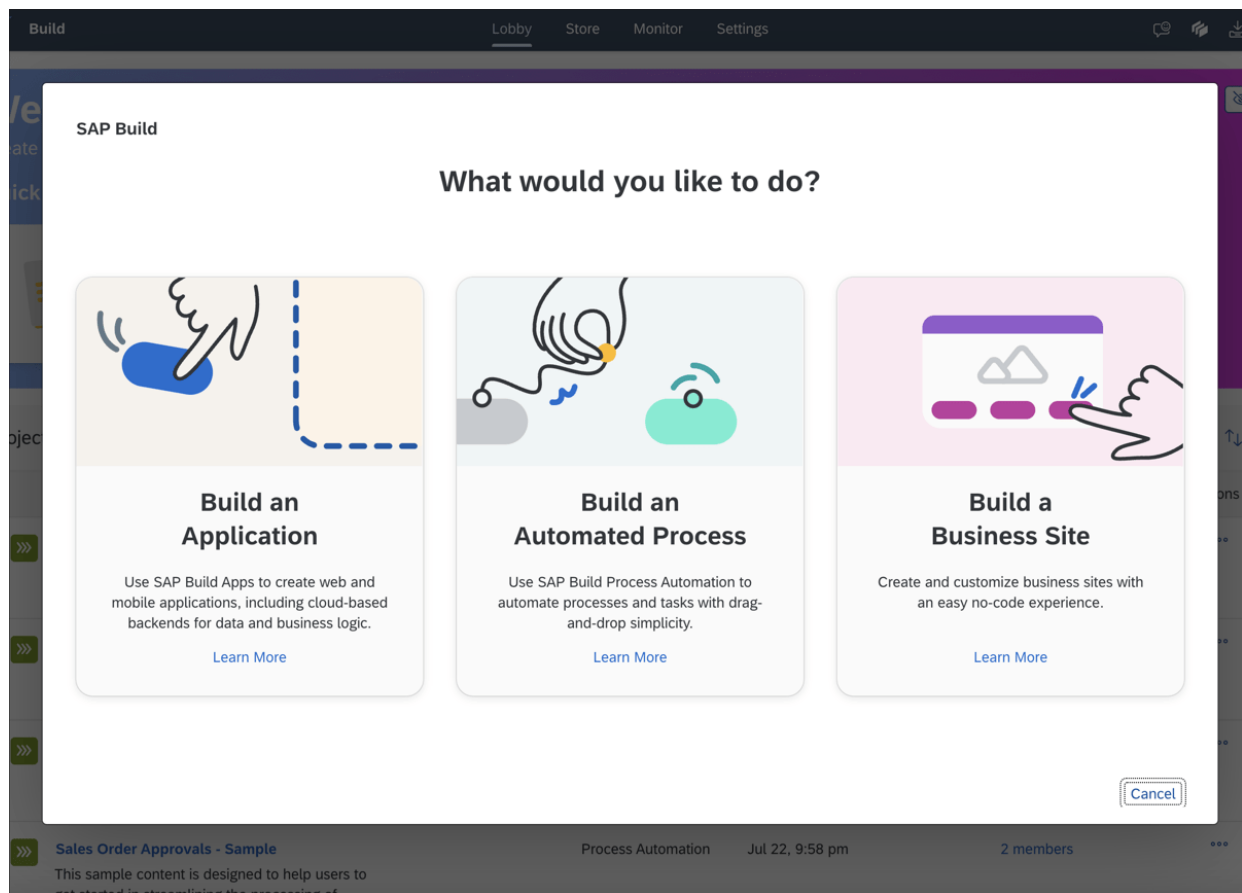 Build
Lobby Store Monitor Settings
SAP Build
What would you like to do?
Build an
Application
Use SAP Build Apps to create web and
mobile applications, including cloud-based
backends for data and business logic.
Learn More
Build an
Automated Process
Use SAP Build Process Automation to
automate processes and tasks with drag-
and-drop simplicity.
Learn More
Build a
Business Site
Create and customize business sites with
an easy no-code experience.
Learn More
Cancel
Sales Order Approvals - Sample Process Automation Jul 22, 9:58 pm 2 members
This sample content is designed to help users to